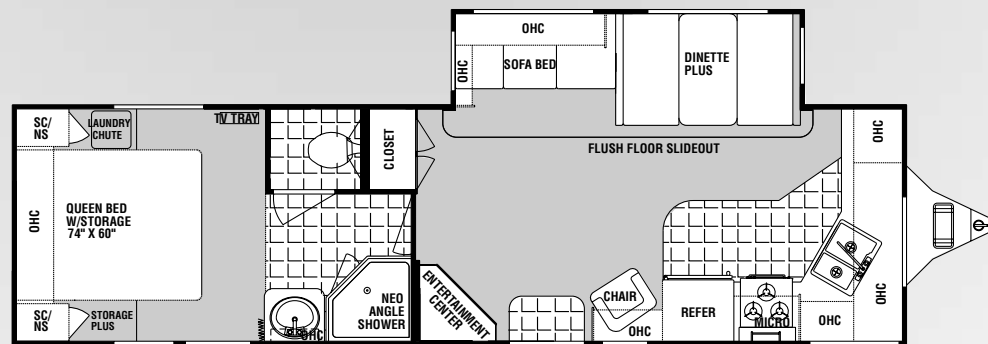 OHC
SOFA BED
OHC
DINETTE
PLUS
SC/
NS
LAUNDRY
CHUTE
TV TRAY
CLOSET
FLUSH FLOOR SLIDEOUT
OHC
OHC
QUEEN BED
W/STORAGE
74" X 60"
SC/
NS
STORAGE
PLUS
OHC
NEO
ANGLE
SHOWER
ENTERTAINMENT
CENTER
CHAIR
OHC
REFER
MICRO
OHC
OHC